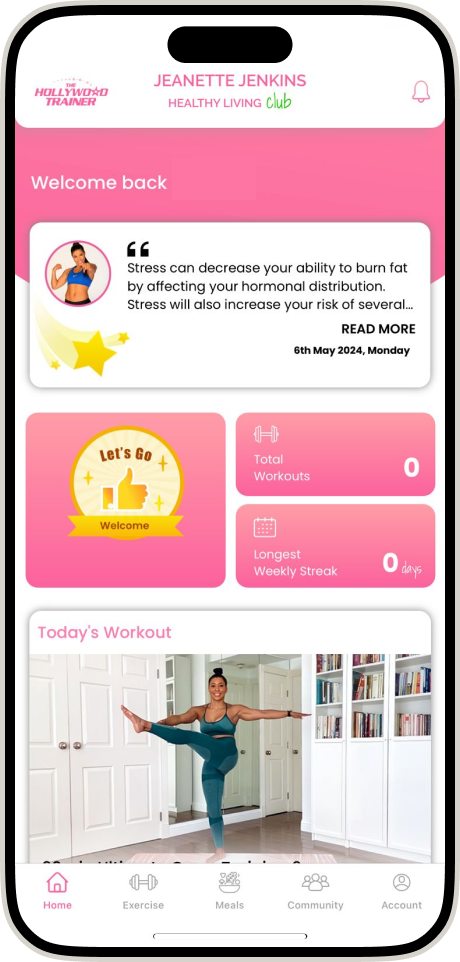 THE
HOLLYWOOD
TRAINER
JEANETTE JENKINS
HEALTHY LIVING club
Welcome back
Stress can decrease your ability to burn fat
by affecting your hormonal distribution.
Stress will also increase your risk of several...
READ MORE
6th May 2024, Monday
Let's Go
Welcome
Total
Workouts
0
Longest
Weekly Streak
0 days
Today's Workout
Home
Exercise
Meals
Community
Account